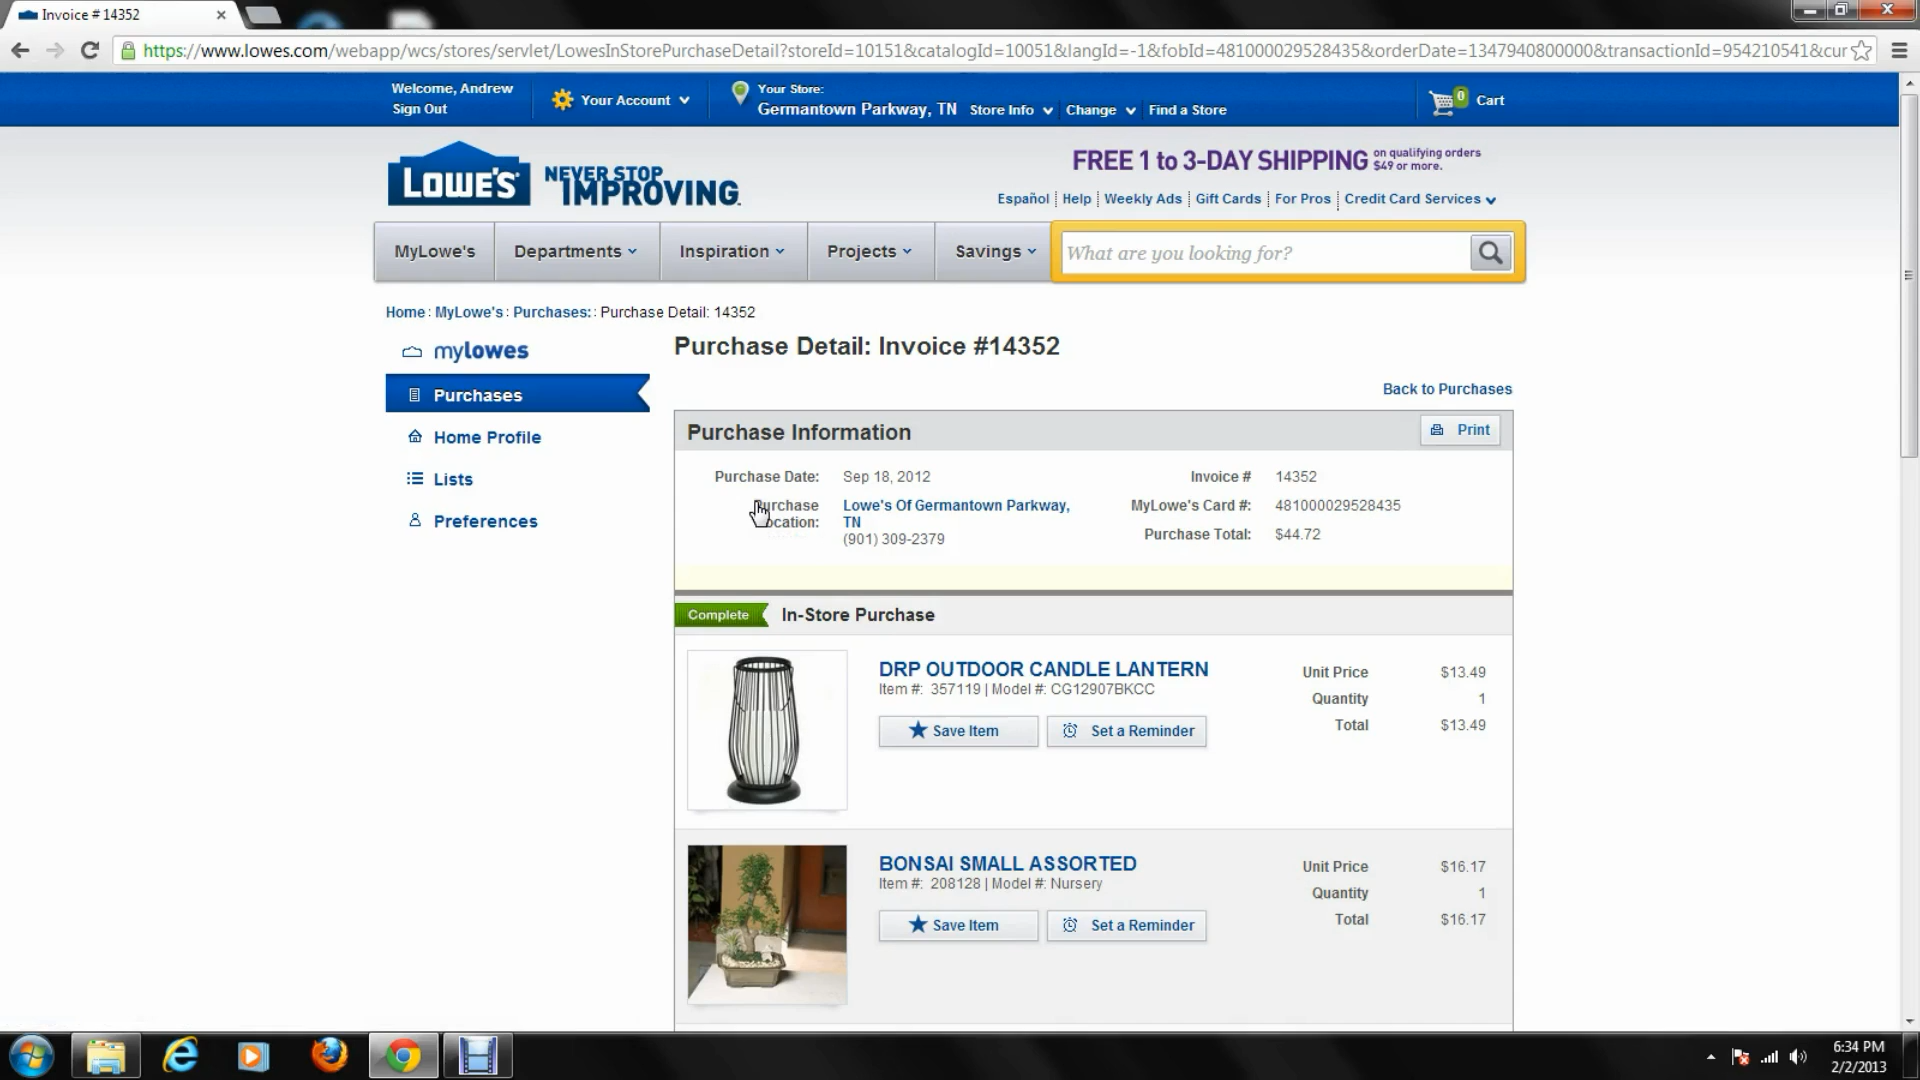 Invoice # 14352
https://www.lowes.com/webapp/wcs/stores/servlet/LowesInStorePurchaseDetail?storeId=10151&catalogId=10051&langId=-1&fobId=481000029528435&orderDate=1347940800000&transactionId=954210541&cur
Welcome, Andrew
Sign Out
Your Account
Your Store:
Germantown Parkway, TN Store Info Change Find a Store
0 Cart
LOWE'S NEVER STOP IMPROVING
FREE 1 to 3-DAY SHIPPING on qualifying orders $49 or more.
Español Help Weekly Ads Gift Cards For Pros Credit Card Services
MyLowe's Departments Inspiration Projects Savings What are you looking for?
Home : MyLowe's : Purchases: : Purchase Detail: 14352
mylowes
Purchases
Home Profile
Lists
Preferences
Purchase Detail: Invoice #14352
Back to Purchases
Purchase Information
Print
Purchase Date: Sep 18, 2012 Invoice # 14352
Purchase Location: Lowe's Of Germantown Parkway, TN
(901) 309-2379
MyLowe's Card #: 481000029528435
Purchase Total: $44.72
Complete In-Store Purchase
DRP OUTDOOR CANDLE LANTERN
Item #: 357119 | Model #: CG12907BKCC
Save Item Set a Reminder
Unit Price $13.49
Quantity 1
Total $13.49
BONSAI SMALL ASSORTED
Item #: 208128 | Model #: Nursery
Save Item Set a Reminder
Unit Price $16.17
Quantity 1
Total $16.17
6:34 PM
2/2/2013